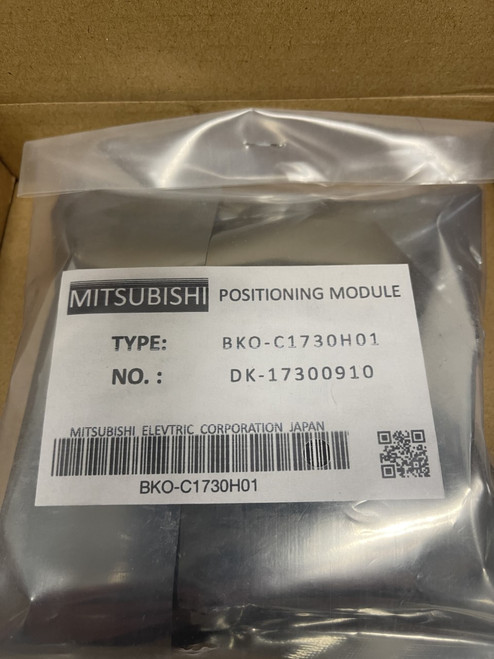 MITSUBISHI POSITIONING MODULE
TYPE: BKO-C1730H01
NO. : DK-17300910
MITSUBISHI ELEVTRIC CORPORATION JAPAN
BKO-C1730H01